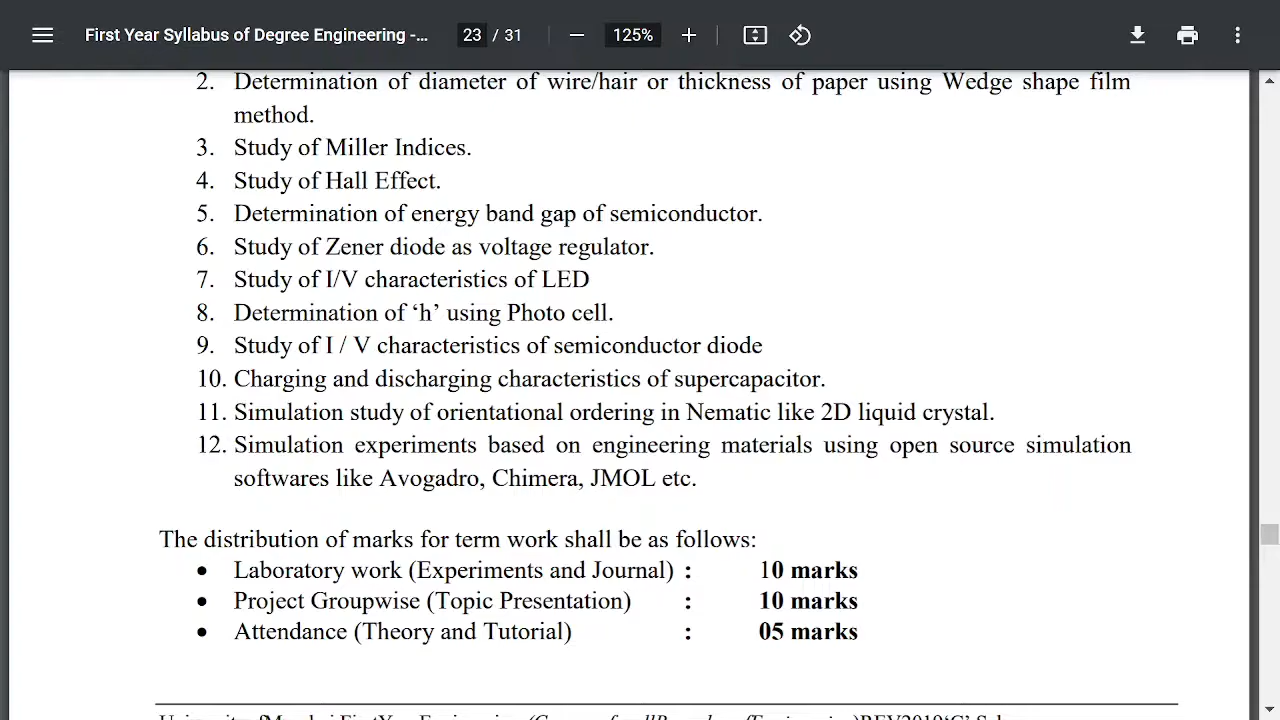 First Year Syllabus of Degree Engineering -... 23 / 31 125%
2. Determination of diameter of wire/hair or thickness of paper using Wedge shape film
method.
3. Study of Miller Indices.
4. Study of Hall Effect.
5. Determination of energy band gap of semiconductor.
6. Study of Zener diode as voltage regulator.
7. Study of I/V characteristics of LED
8. Determination of ‘h’ using Photo cell.
9. Study of I / V characteristics of semiconductor diode
10. Charging and discharging characteristics of supercapacitor.
11. Simulation study of orientational ordering in Nematic like 2D liquid crystal.
12. Simulation experiments based on engineering materials using open source simulation
softwares like Avogadro, Chimera, JMOL etc.
The distribution of marks for term work shall be as follows:
• Laboratory work (Experiments and Journal) : 10 marks
• Project Groupwise (Topic Presentation) : 10 marks
• Attendance (Theory and Tutorial) : 05 marks